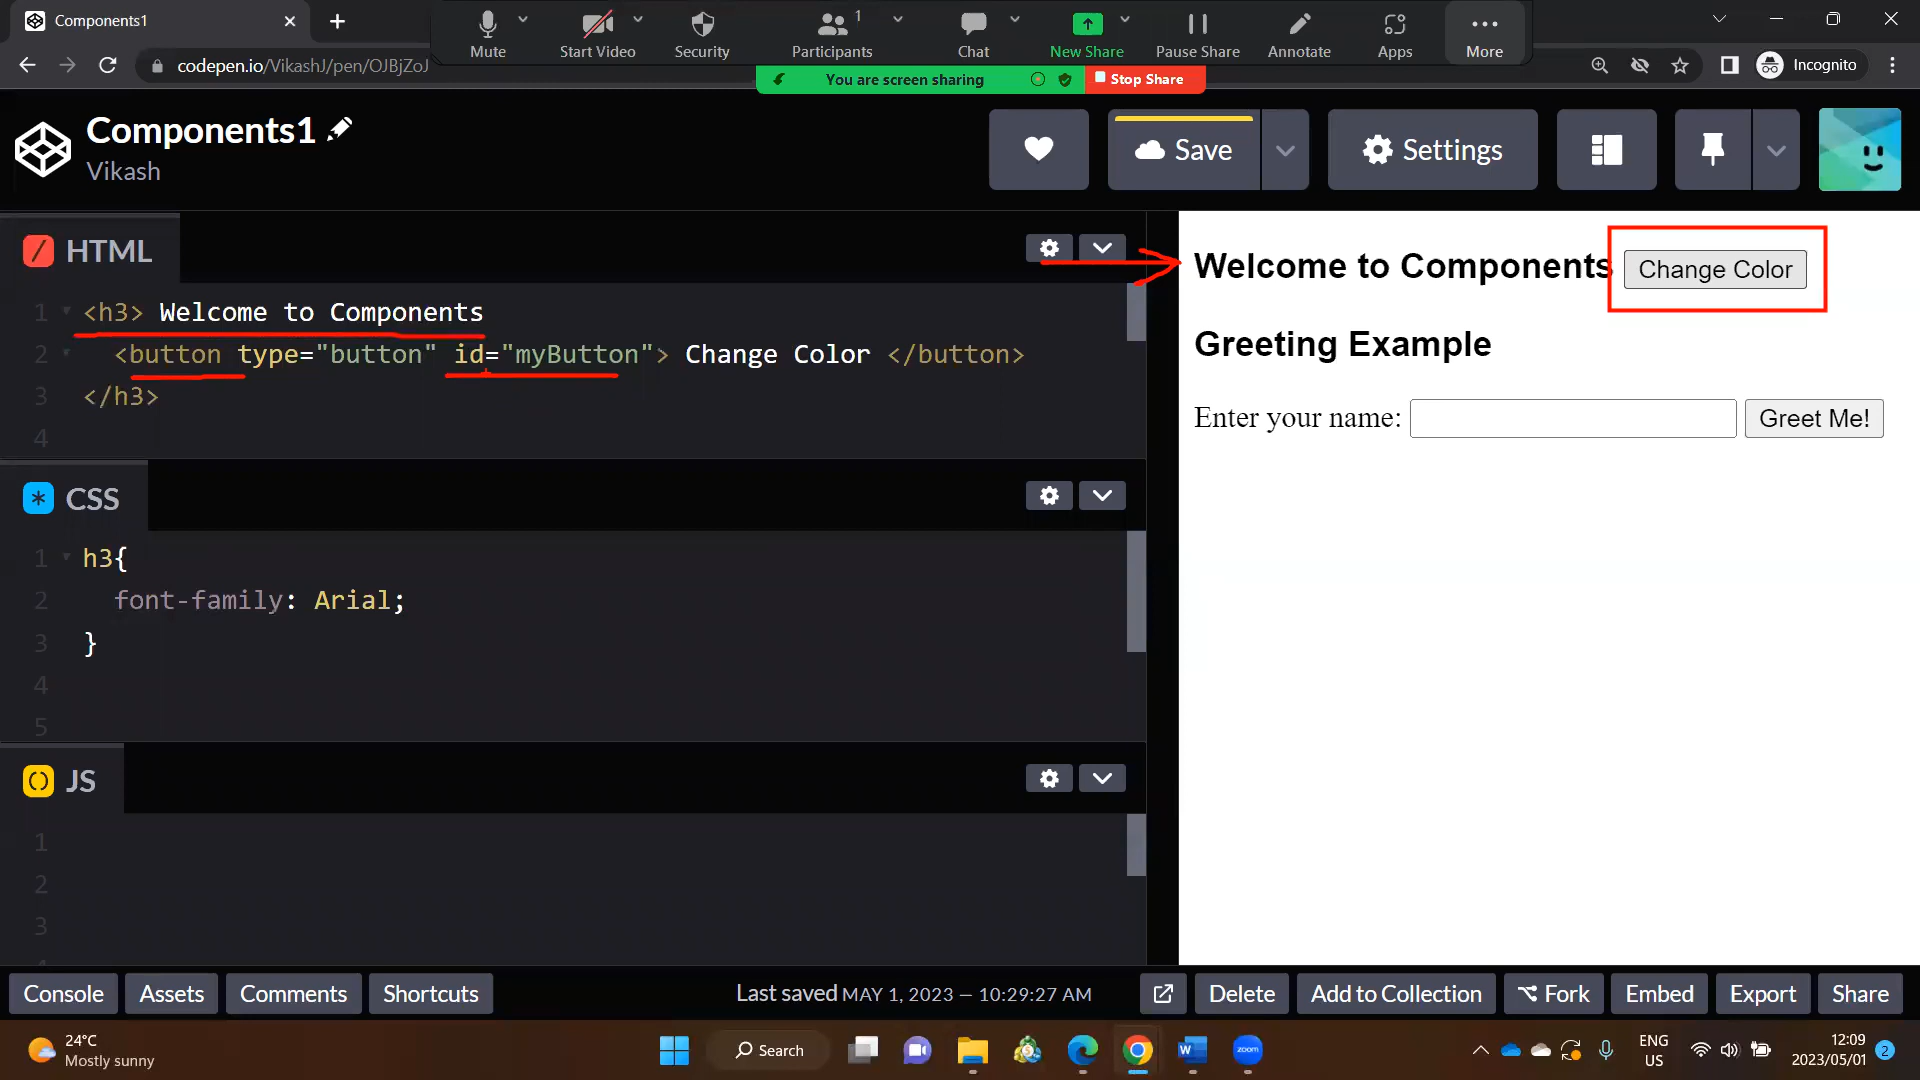 Components1
Mute
Start Video
Security
Participants
1
Chat
New Share
Pause Share
Annotate
Apps
More
codepen.io/VikashJ/pen/OJBjZoJ
You are screen sharing
Stop Share
Incognito
Components1
Vikash
Save
Settings
HTML
1 <h3> Welcome to Components
2 <button type="button" id="myButton"> Change Color </button>
3 </h3>
4
CSS
1 h3{
2 font-family: Arial;
3 }
4
5
JS
1
2
3
Welcome to Components Change Color
Greeting Example
Enter your name: Greet Me!
Console Assets Comments Shortcuts
Last saved MAY 1, 2023 — 10:29:27 AM
Delete Add to Collection Fork Embed Export Share
24°C
Mostly sunny
Search
W
zoom
ENG
US
12:09
2023/05/01
2